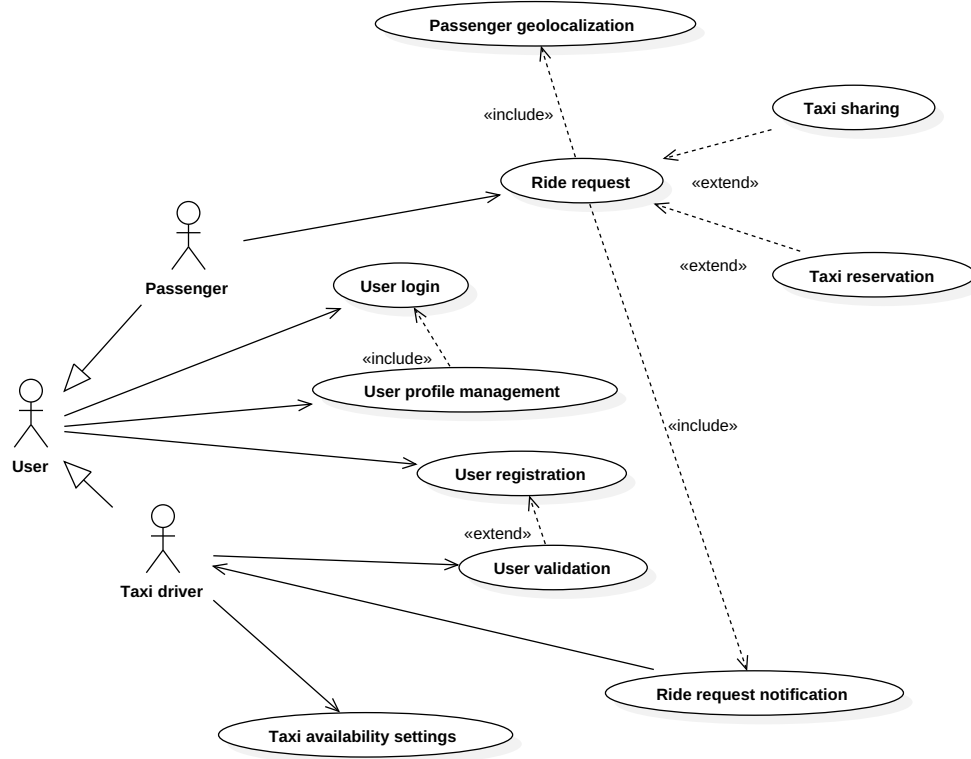 Passenger geolocalization
Taxi sharing
«include»
Ride request
«extend»
Passenger
«extend»
Taxi reservation
User login
«include»
User profile management
«include»
User
User registration
«extend»
User validation
Taxi driver
Ride request notification
Taxi availability settings